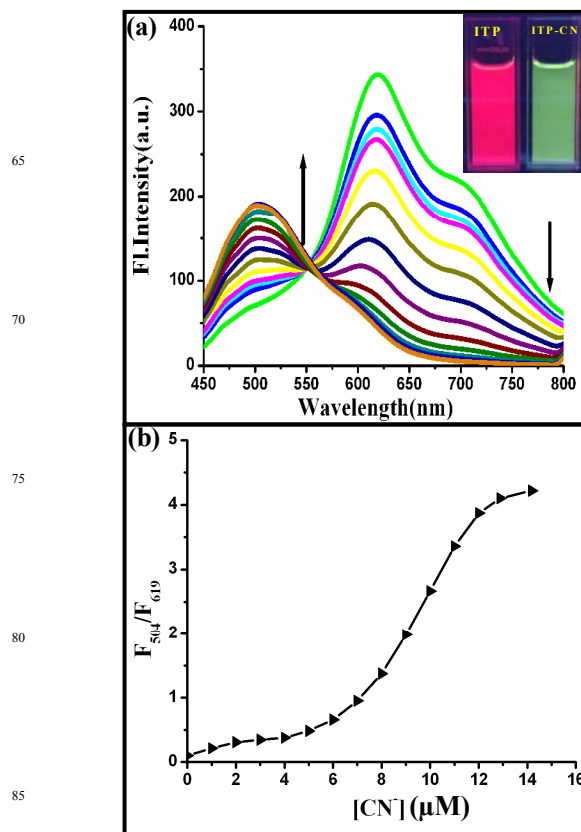 (a)
ITP
ITP-CN
Fl.Intensity(a.u.)
400
300
200
100
0
450 500 550 600 650 700 750 800
Wavelength(nm)
(b)
F504/F619
5
4
3
2
1
0
0 2 4 6 8 10 12 14 16
[CN-] (μM)
65
70
75
80
85